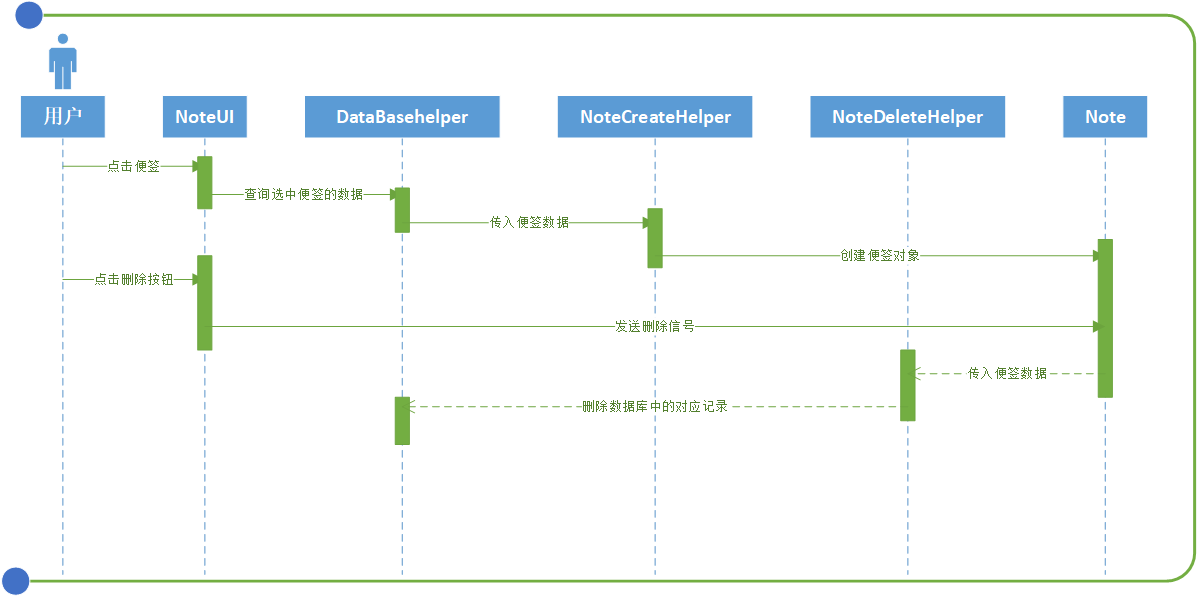 用户
NoteUI
DataBasehelper
NoteCreateHelper
NoteDeleteHelper
Note
点击便签
查询选中便签的数据
传入便签数据
创建便签对象
点击删除按钮
发送删除信号
传入便签数据
删除数据库中的对应记录